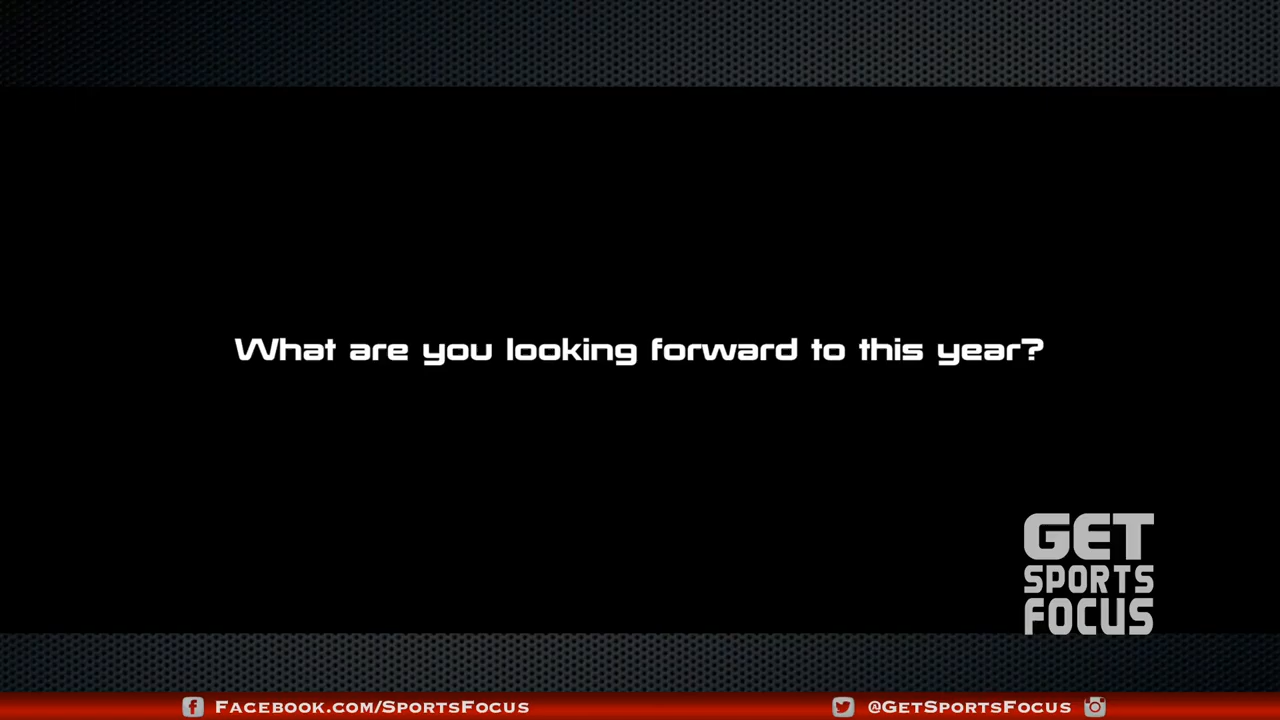 What are you looking forward to this year?
GET
SPORTS
FOCUS
Facebook.com/SportsFocus
@GetSportsFocus